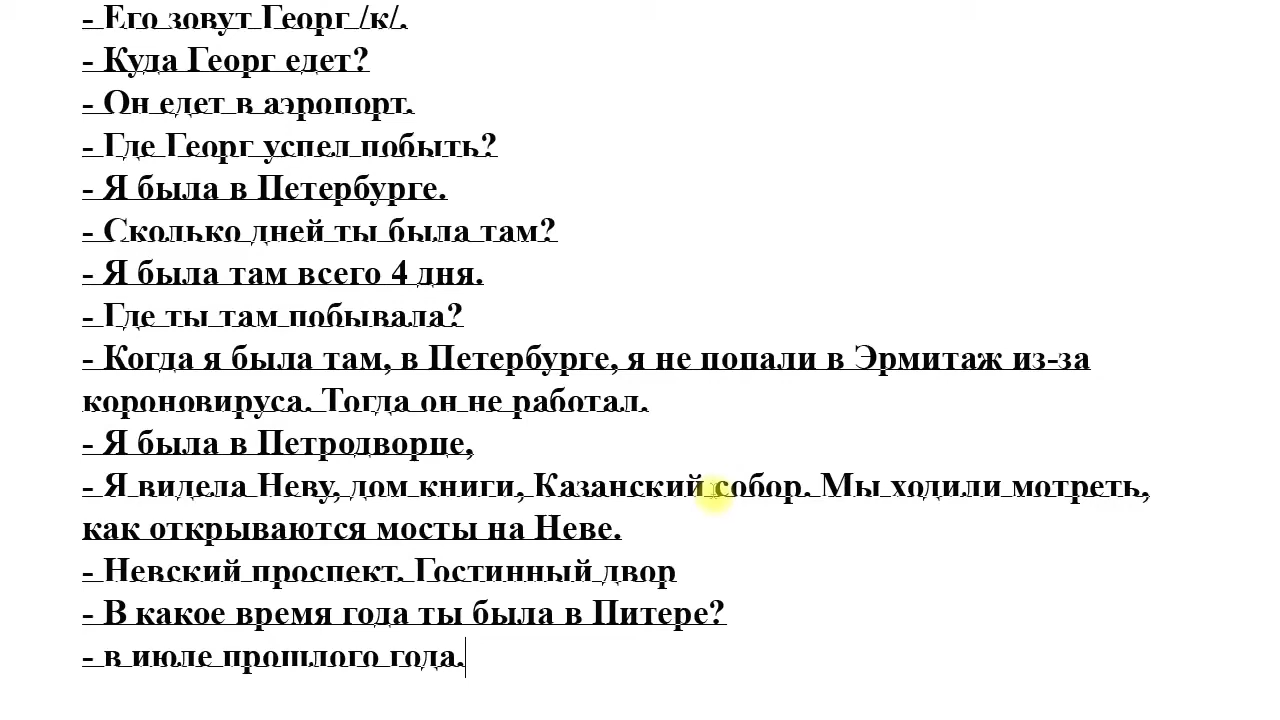 - Его зовут Георг /к/.
- Куда Георг едет?
- Он едет в аэропорт.
- Где Георг успел побыть?
- Я была в Петербурге.
- Сколько дней ты была там?
- Я была там всего 4 дня.
- Где ты там побывала?
- Когда я была там, в Петербурге, я не попали в Эрмитаж из-за
короновируса. Тогда он не работал.
- Я была в Петродворце,
- Я видела Неву, дом книги, Казанский собор. Мы ходили мотреть,
как открываются мосты на Неве.
- Невский проспект. Гостинный двор
- В какое время года ты была в Питере?
- в июле прошлого года.